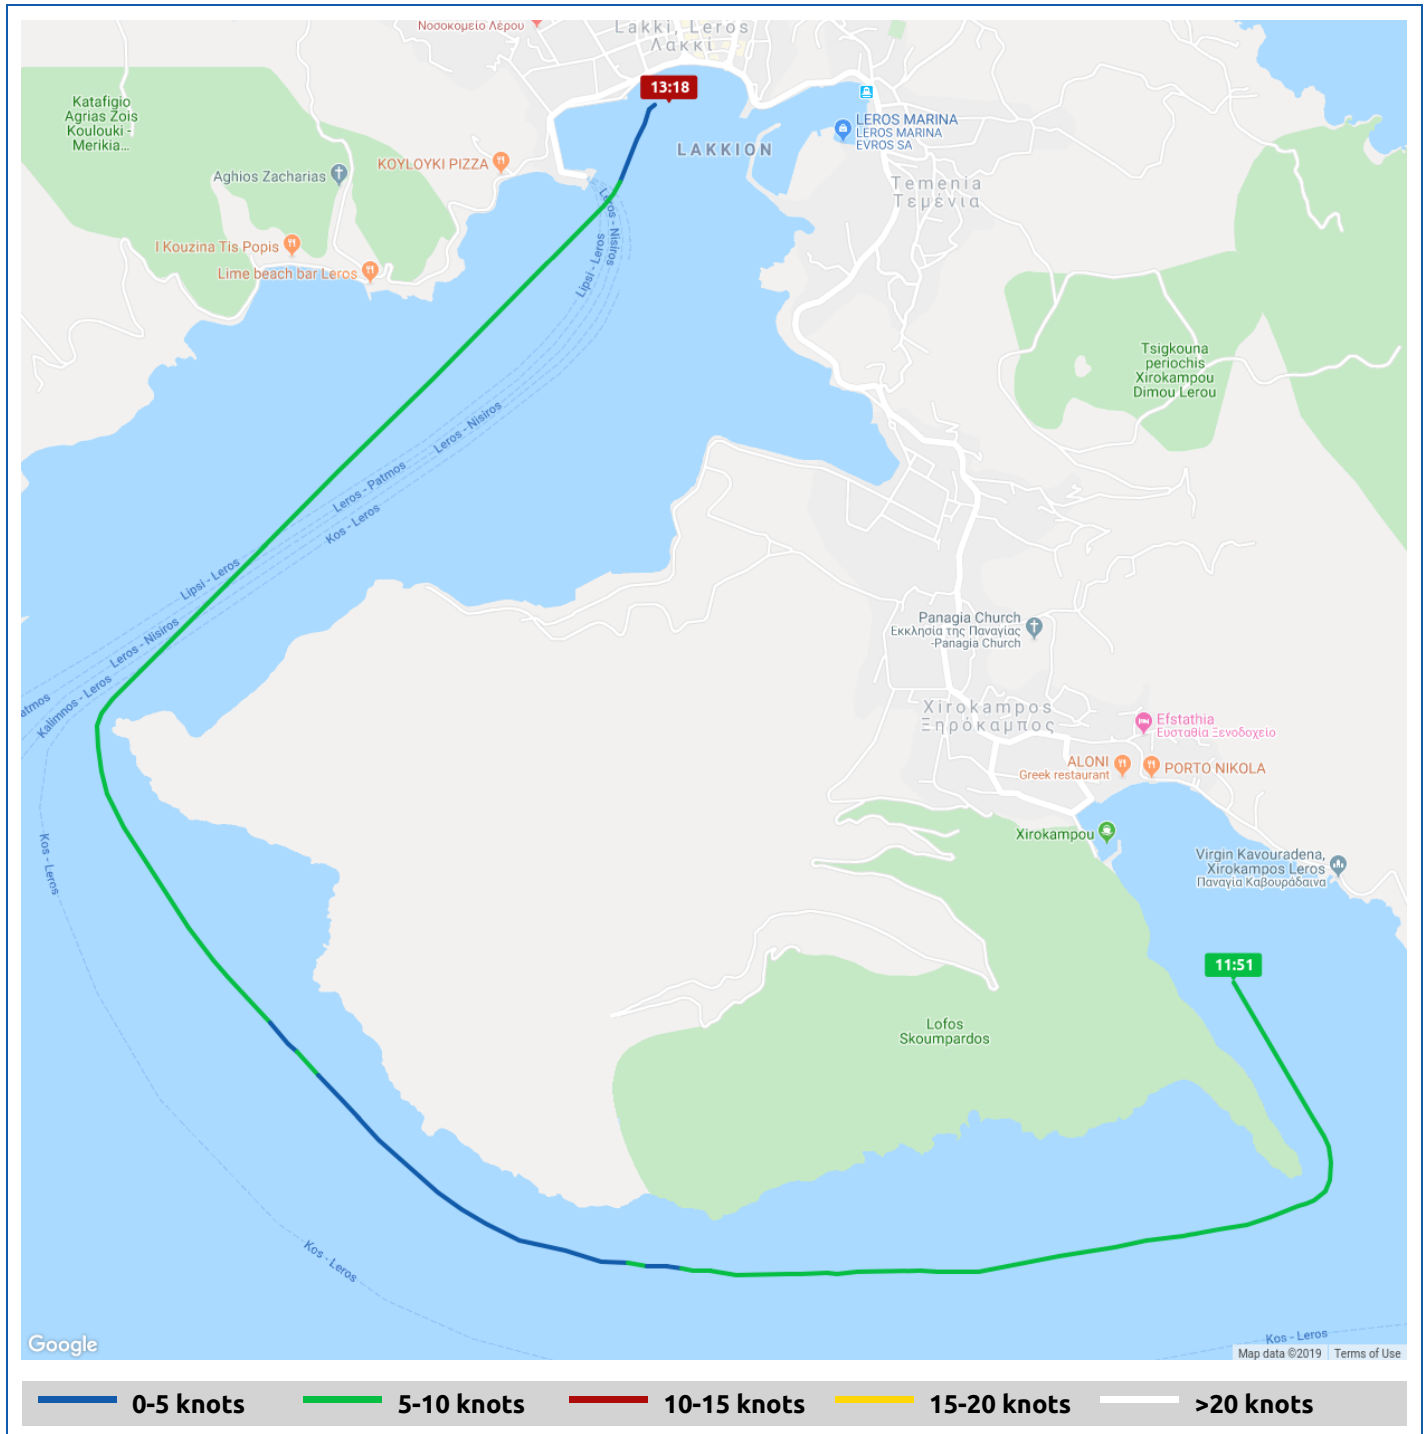 Νοσοκομείο Λέρου
Lakki, Leros
Λακκί
13:18
Katafigio
Agrias Zois
Koulouki -
Merikia...
LEROS MARINA
LEROS MARINA
EVROS SA
LAKKION
KOYLOYKI PIZZA
Aghios Zacharias
Temenia
Τεμένια
I Kouzina Tis Popis
Lime beach bar Leros
Leros - Nisiros
Lipsi - Leros
Tsigkouna
periochis
Xirokampou
Dimou Lerou
Leros - Nisiros
Leros - Patmos
Kos - Leros
Lipsi - Leros
Leros - Nisiros
Kalimnos - Leros
atmos
Panagia Church
Εκκλησία της Παναγίας
-Panagia Church
Xirokampos
Ξηρόκαμπος
Efstathia
Ευσταθία Ξενοδοχείο
ALONI
Greek restaurant
PORTO NIKOLA
Xirokampou
Kos - Leros
Virgin Kavouradena,
Xirokampos Leros
Παναγία Καβουράδαινα
11:51
Lofos
Skoumpardos
Kos - Leros
Kos - Leros
Google
Map data ©2019
Terms of Use
0-5 knots
5-10 knots
10-15 knots
15-20 knots
>20 knots